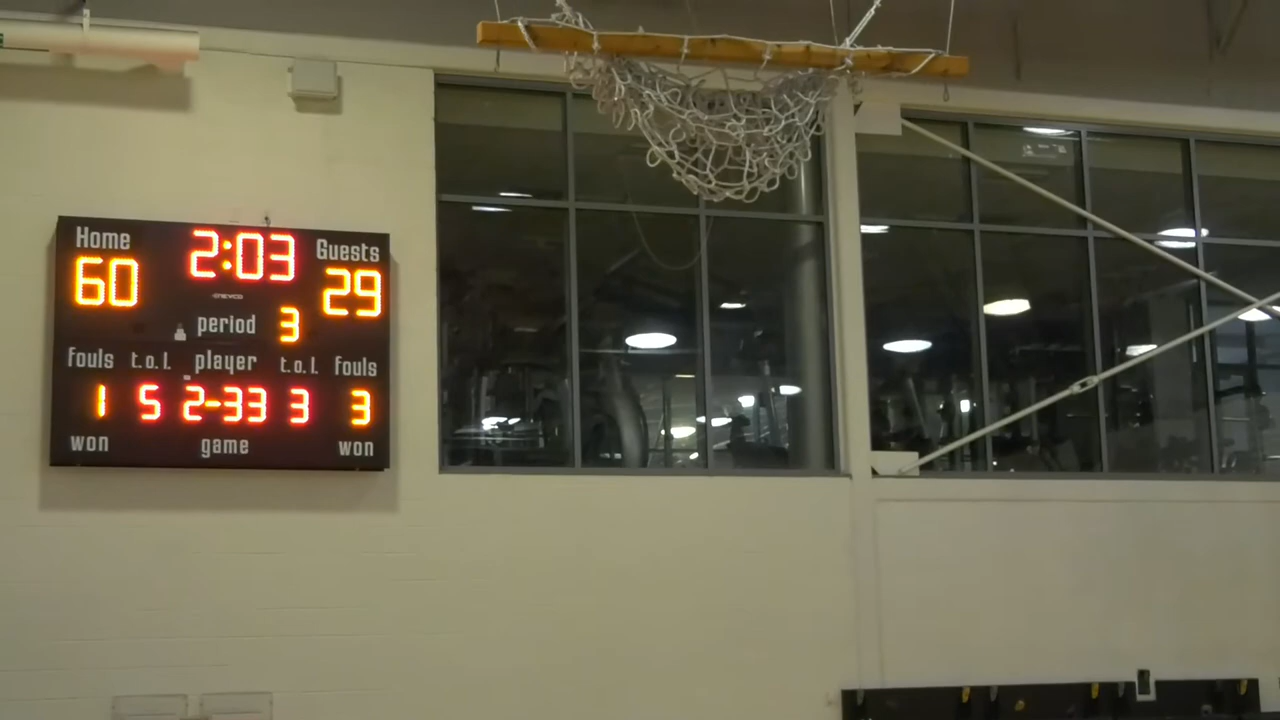 Home 2:03 Guests
60 29
period 3
fouls t.o.l. player t.o.l. fouls
1 5 2-33 3 3
won game won